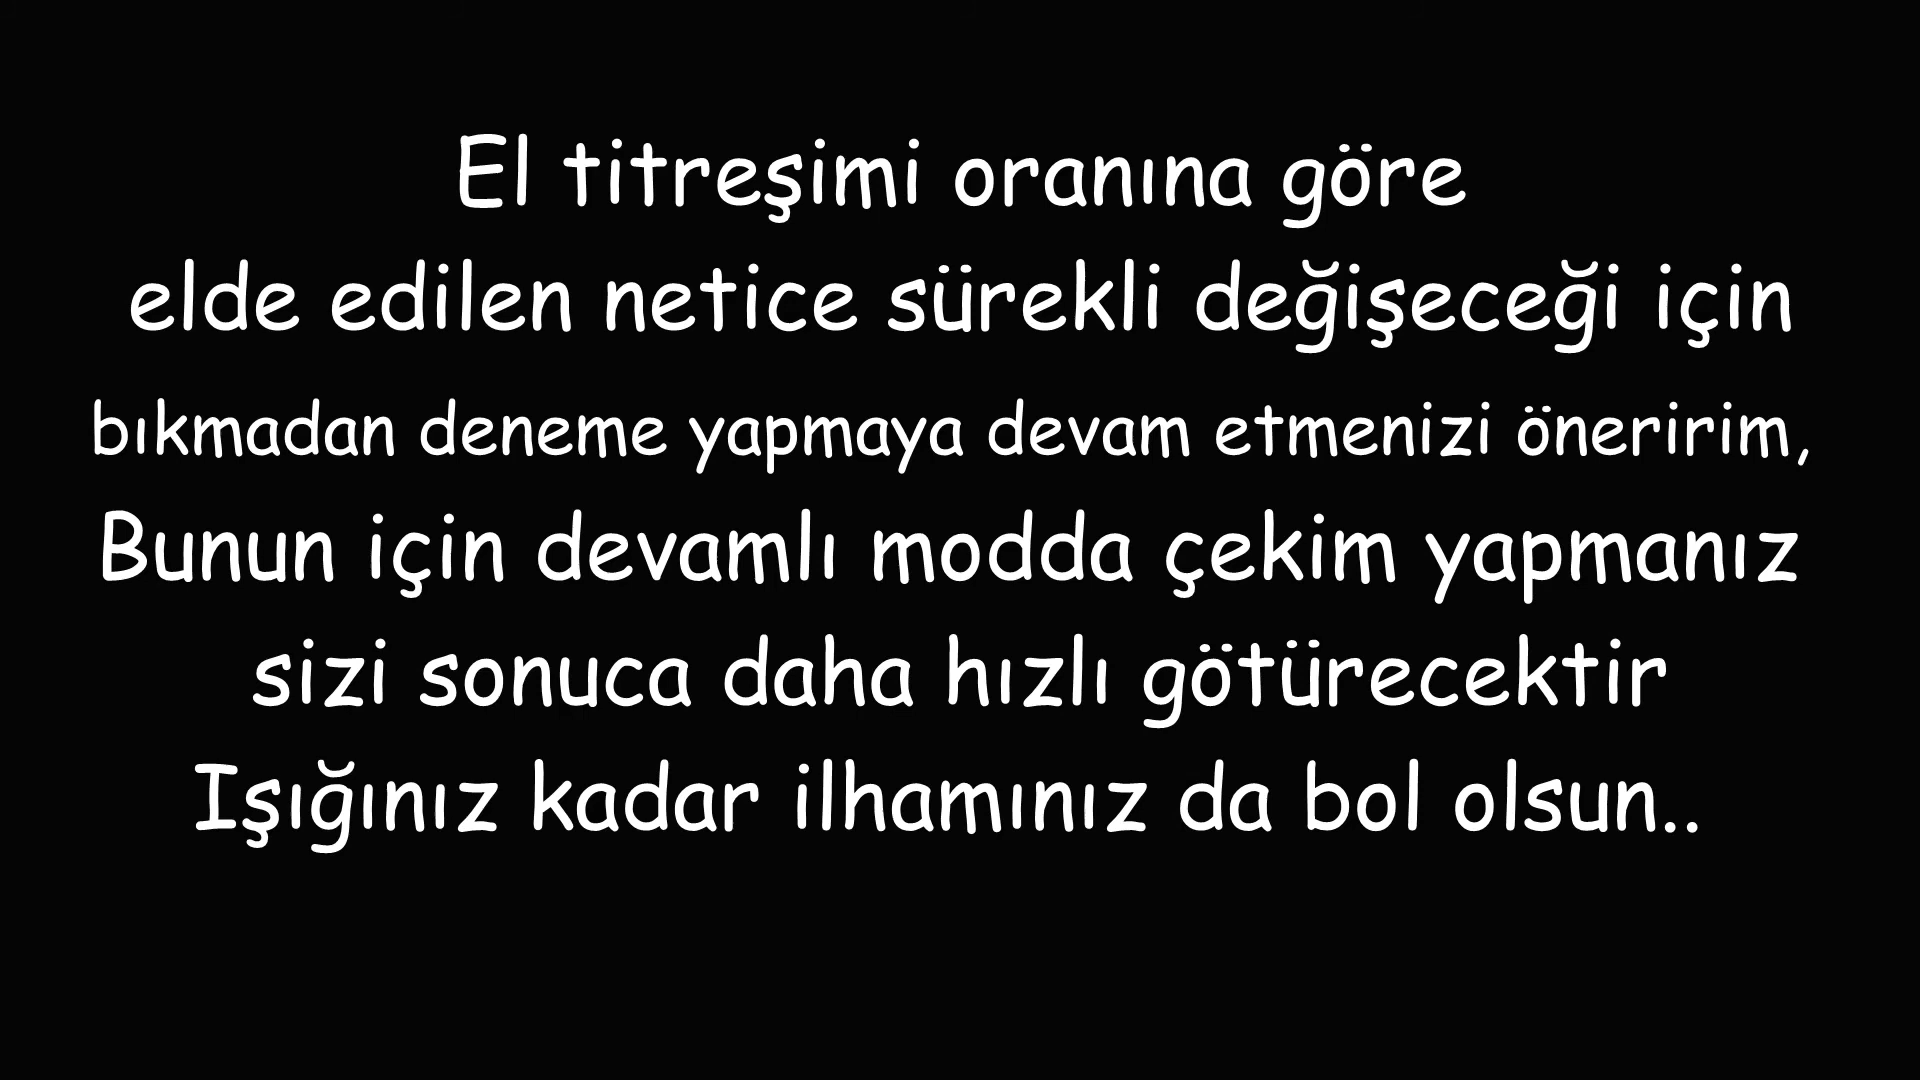 El titreşimi oranına göre
elde edilen netice sürekli değişeceği için
bıkmadan deneme yapmaya devam etmenizi öneririm,
Bunun için devamlı modda çekim yapmanız
sizi sonuca daha hızlı götürecektir
Işığınız kadar ilhamınız da bol olsun..